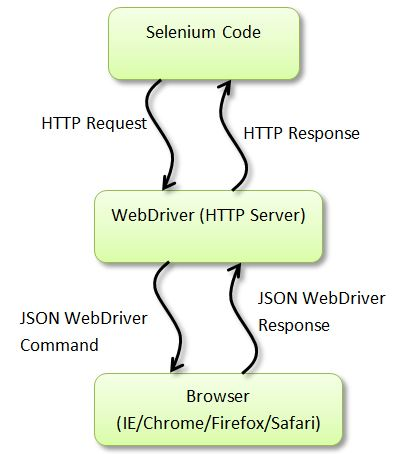 Selenium Code
HTTP Request
HTTP Response
WebDriver (HTTP Server)
JSON WebDriver
Command
JSON WebDriver
Response
Browser
(IE/Chrome/Firefox/Safari)